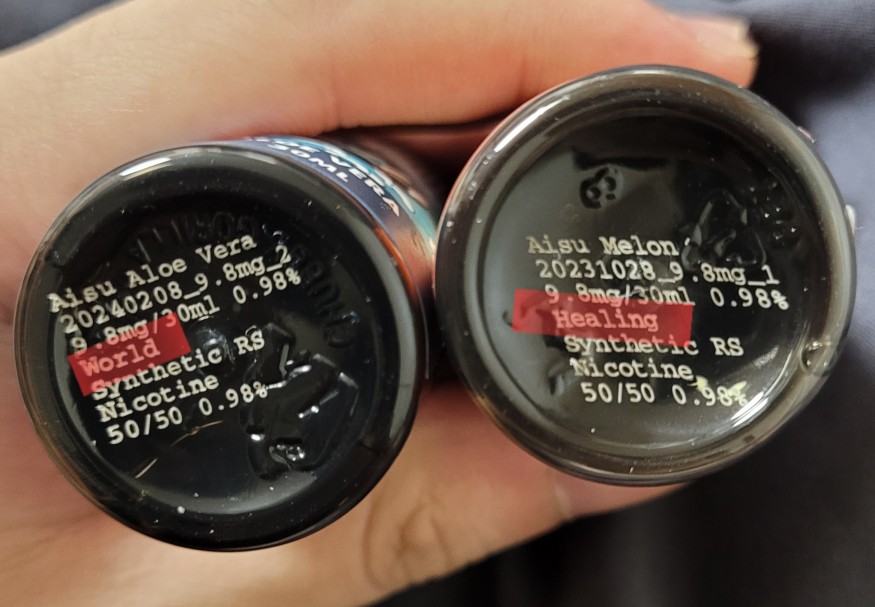 Aisu Aloe Vera
20240208_9.8mg_2
9.8mg/30ml 0.98%
World
Synthetic RS
Nicotine
50/50 0.98%
Aisu Melon
20231028_9.8mg_1
9.8mg/30ml 0.98%
Healing
Synthetic RS
Nicotine
50/50 0.98%